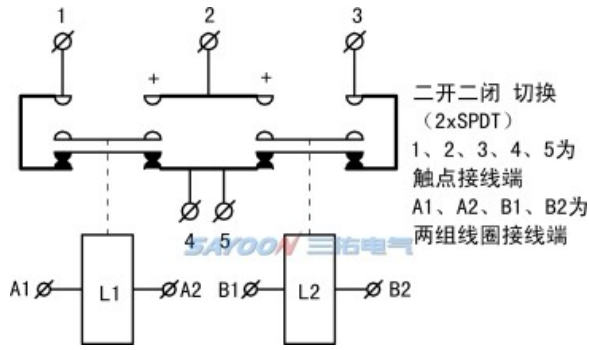 1 2 3
+ +
二开二闭 切换
（2xSPDT）
1、2、3、4、5为
触点接线端
A1、A2、B1、B2为
两组线圈接线端
4 5
SAYOON 三佑电气
A1 L1 A2 B1 L2 B2